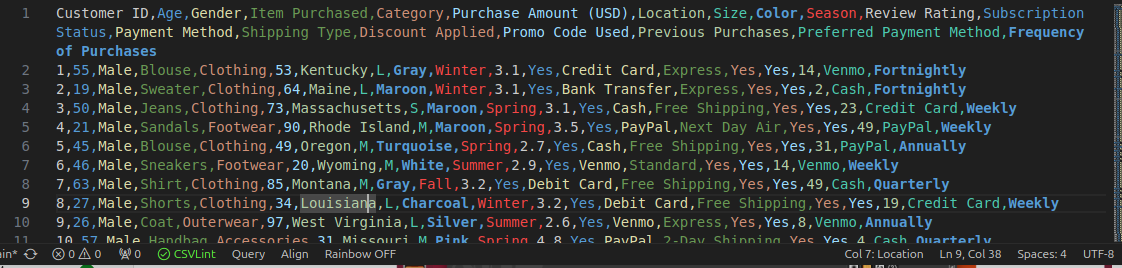 1 Customer ID,Age,Gender,Item Purchased,Category,Purchase Amount (USD),Location,Size,Color,Season,Review Rating,Subscription
Status,Payment Method,Shipping Type,Discount Applied,Promo Code Used,Previous Purchases,Preferred Payment Method,Frequency
of Purchases
2 1,55,Male,Blouse,Clothing,53,Kentucky,L,Gray,Winter,3.1,Yes,Credit Card,Express,Yes,Yes,14,Venmo,Fortnightly
3 2,19,Male,Sweater,Clothing,64,Maine,L,Maroon,Winter,3.1,Yes,Bank Transfer,Express,Yes,Yes,2,Cash,Fortnightly
4 3,50,Male,Jeans,Clothing,73,Massachusetts,S,Maroon,Spring,3.1,Yes,Cash,Free Shipping,Yes,Yes,23,Credit Card,Weekly
5 4,21,Male,Sandals,Footwear,90,Rhode Island,M,Maroon,Spring,3.5,Yes,PayPal,Next Day Air,Yes,Yes,49,PayPal,Weekly
6 5,45,Male,Blouse,Clothing,49,Oregon,M,Turquoise,Spring,2.7,Yes,Cash,Free Shipping,Yes,Yes,31,PayPal,Annually
7 6,46,Male,Sneakers,Footwear,20,Wyoming,M,White,Summer,2.9,Yes,Venmo,Standard,Yes,Yes,14,Venmo,Weekly
8 7,63,Male,Shirt,Clothing,85,Montana,M,Gray,Fall,3.2,Yes,Debit Card,Free Shipping,Yes,Yes,49,Cash,Quarterly
9 8,27,Male,Shorts,Clothing,34,Louisiana,L,Charcoal,Winter,3.2,Yes,Debit Card,Free Shipping,Yes,Yes,19,Credit Card,Weekly
10 9,26,Male,Coat,Outerwear,97,West Virginia,L,Silver,Summer,2.6,Yes,Venmo,Express,Yes,Yes,8,Venmo,Annually
11 10,57,Male,Handbag,Accessories,31,Missouri,M,Pink,Spring,4.8,Yes,PayPal,2-Day Shipping,Yes,Yes,4,Cash,Quarterly
in* 0 0 0 CSVLint Query Align Rainbow OFF Col 7: Location Ln 9, Col 38 Spaces: 4 UTF-8